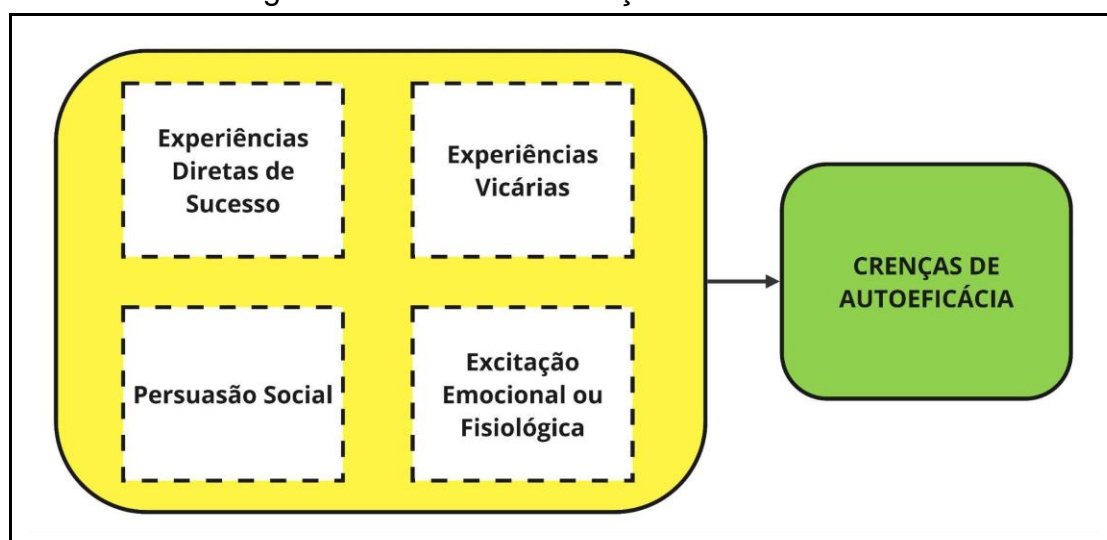 Experiências
Diretas de
Sucesso
Experiências
Vicárias
Persuasão Social
Excitação
Emocional ou
Fisiológica
CRENÇAS DE
AUTOEFICÁCIA